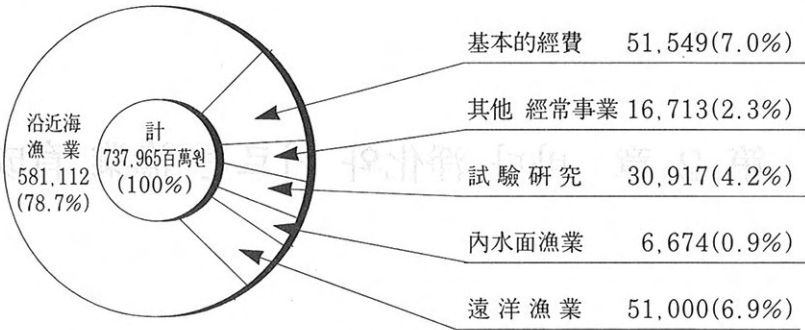 沿近海
漁業
581,112
(78.7%)
計
737,965百萬원
(100%)
基本的經費 51,549(7.0%)
其他 經常事業 16,713(2.3%)
試驗硏究 30,917(4.2%)
內水面漁業 6,674(0.9%)
遠洋漁業 51,000(6.9%)